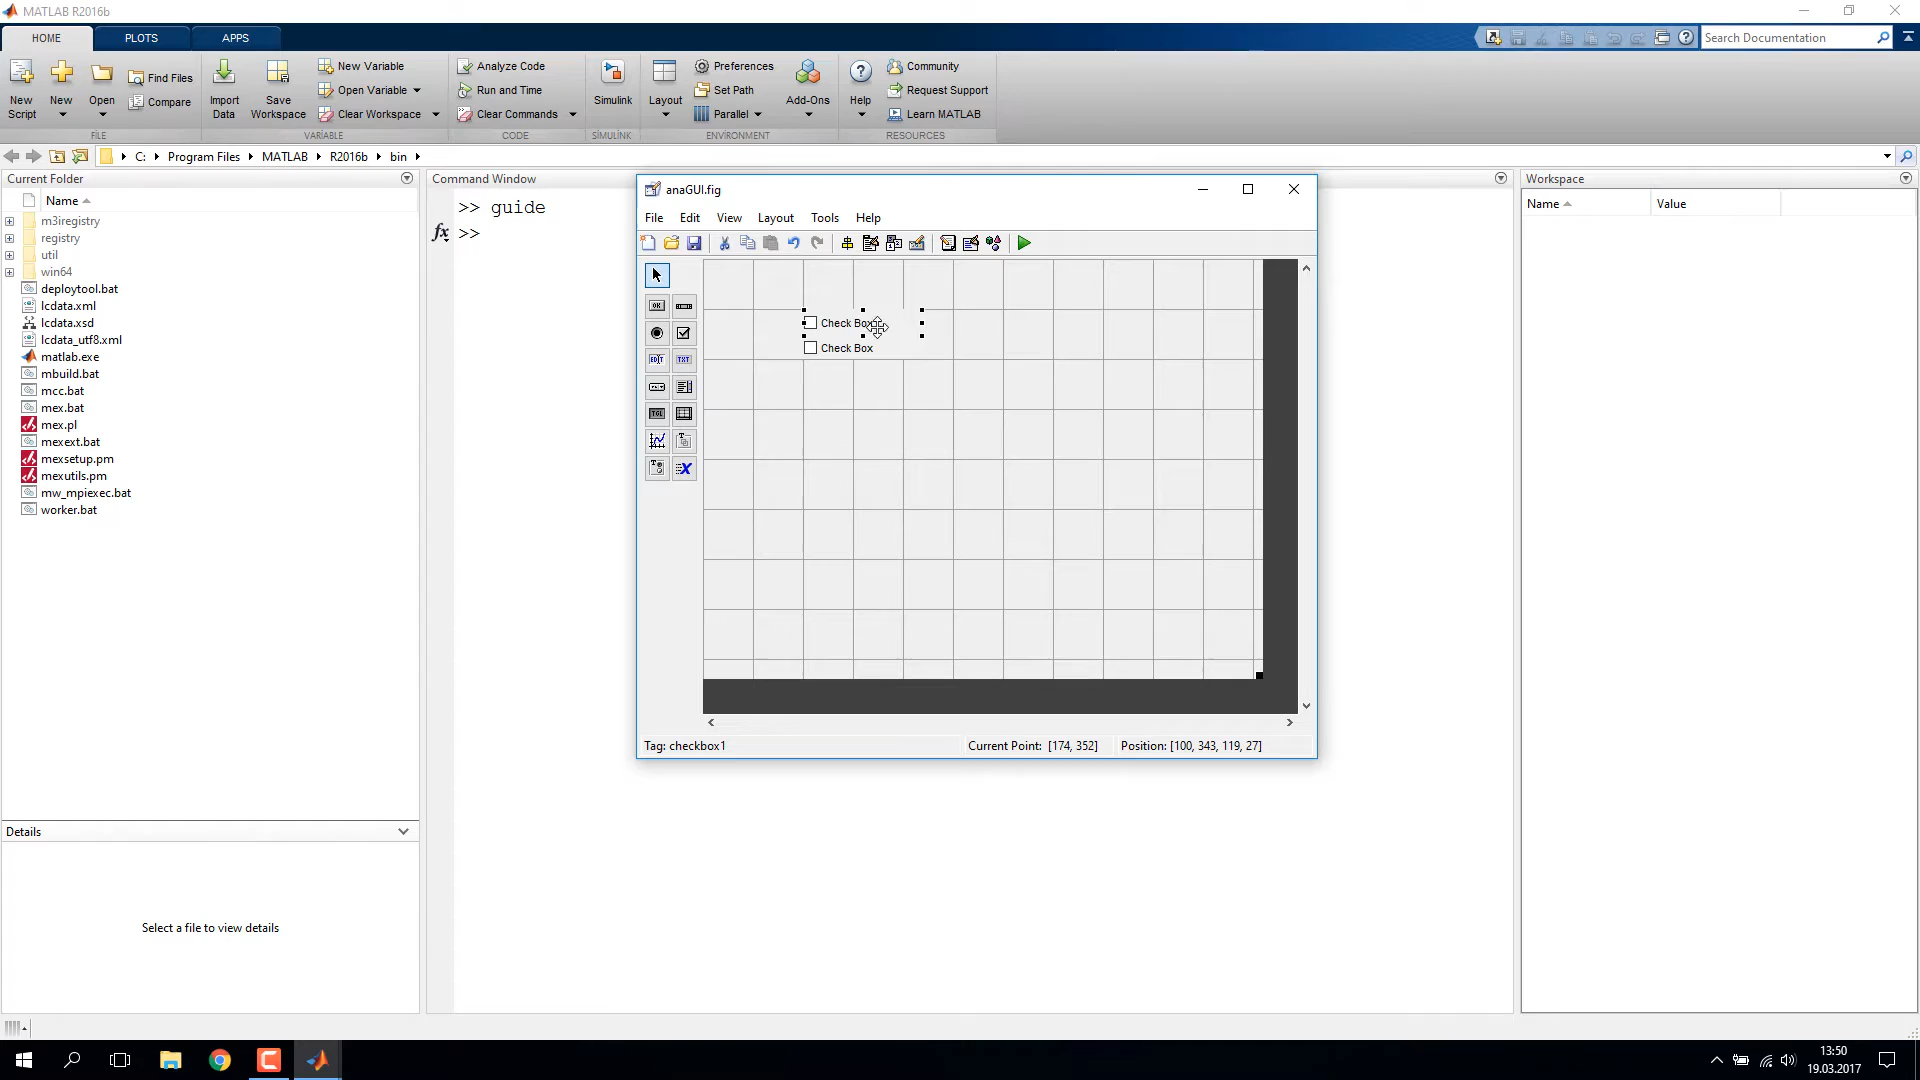 MATLAB R2016b
HOME
PLOTS
APPS
Search Documentation
New Script
New
Open
Find Files
Compare
Import Data
Save Workspace
New Variable
Open Variable
Clear Workspace
Analyze Code
Run and Time
Clear Commands
Simulink
Layout
Preferences
Set Path
Parallel
Add-Ons
Help
Community
Request Support
Learn MATLAB
FILE
VARIABLE
CODE
SIMULINK
ENVIRONMENT
RESOURCES
C:
Program Files
MATLAB
R2016b
bin
Current Folder
Name
m3iregistry
registry
util
win64
deploytool.bat
lcdata.xml
lcdata.xsd
lcdata_utf8.xml
matlab.exe
mbuild.bat
mcc.bat
mex.bat
mex.pl
mexext.bat
mexsetup.pm
mexutils.pm
mw_mpiexec.bat
worker.bat
Details
Select a file to view details
Command Window
>> guide
fx >>
anaGUI.fig
File Edit View Layout Tools Help
OK
EDIT
TXT
TGL
Check Box
Check Box
Tag: checkbox1
Current Point: [174, 352]
Position: [100, 343, 119, 27]
Workspace
Name
Value
13:50
19.03.2017